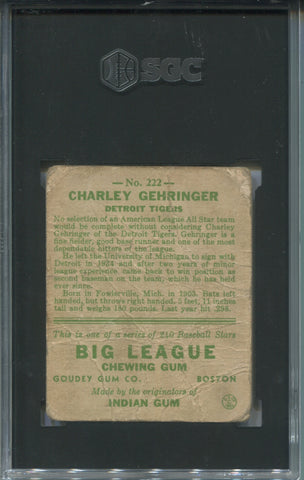 SGC
—No. 222—
CHARLEY GEHRINGER
DETROIT TIGERS
No selection of an American League All Star team
would be complete without considering Charley
Gehringer of the Detroit Tigers. Gehringer is a
fine fielder, good base runner and one of the most
dependable hitters of the league.
He left the University of Michigan, to sign with
Detroit in 1924 and after two years of minor
league experience came back to win position as
second baseman on the team, which he has held
ever since.
Born in Fowlerville, Mich. in 1903. Bats left
handed, but throws right handed. 5 feet, 11 inches
tall and weighs 180 pounds. Last year hit .298.
This is one of a series of 240 Baseball Stars
BIG LEAGUE
CHEWING GUM
GOUDEY GUM CO. BOSTON
Made by the originators of
INDIAN GUM